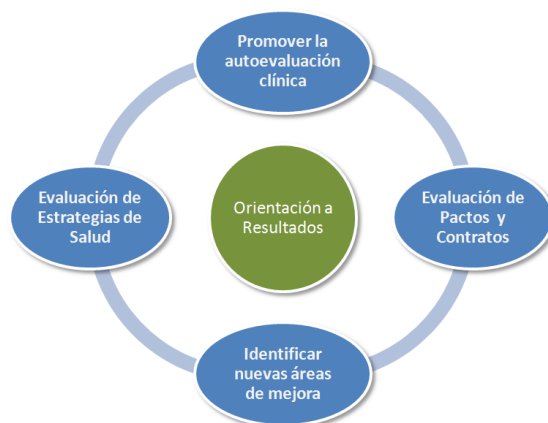 Promover la
autoevaluación
clínica
Evaluación de
Estrategias de
Salud
Orientación a
Resultados
Evaluación de
Pactos y
Contratos
Identificar
nuevas áreas
de mejora